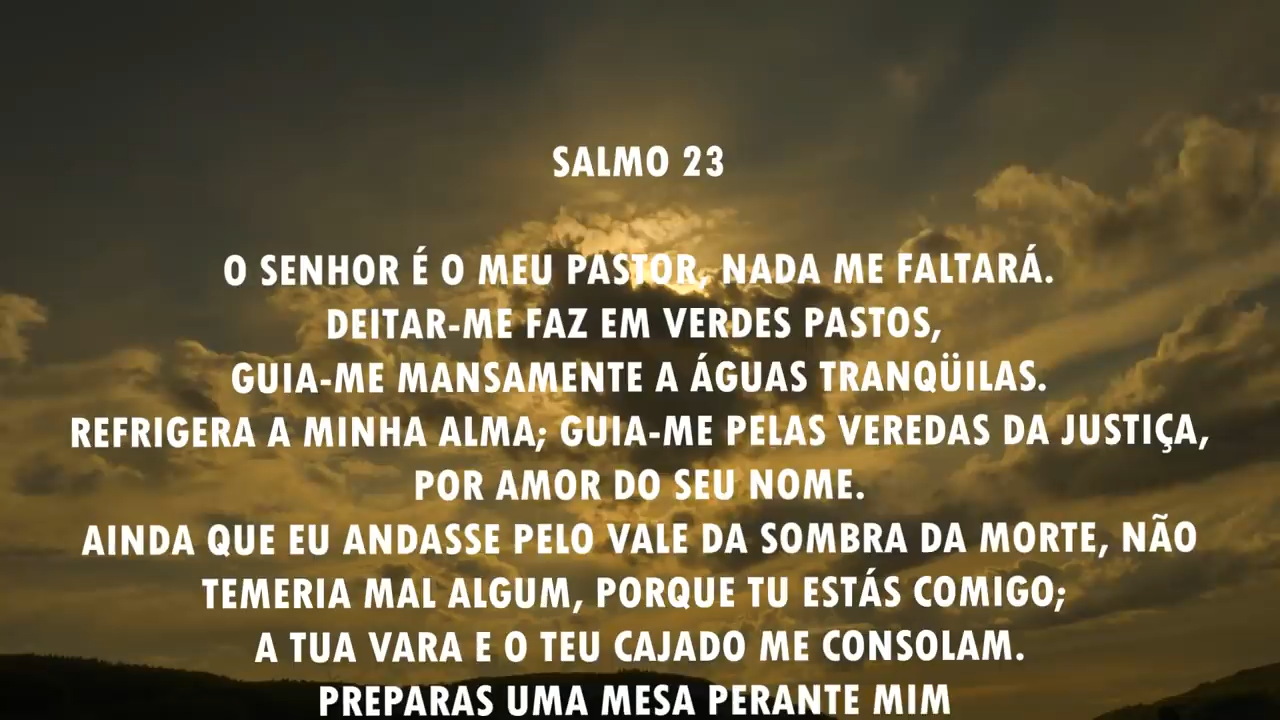 SALMO 23
O SENHOR É O MEU PASTOR, NADA ME FALTARÁ.
DEITAR-ME FAZ EM VERDES PASTOS,
GUIA-ME MANSAMENTE A ÁGUAS TRANQÜILAS.
REFRIGERA A MINHA ALMA; GUIA-ME PELAS VEREDAS DA JUSTIÇA,
POR AMOR DO SEU NOME.
AINDA QUE EU ANDASSE PELO VALE DA SOMBRA DA MORTE, NÃO
TEMERIA MAL ALGUM, PORQUE TU ESTÁS COMIGO;
A TUA VARA E O TEU CAJADO ME CONSOLAM.
PREPARAS UMA MESA PERANTE MIM